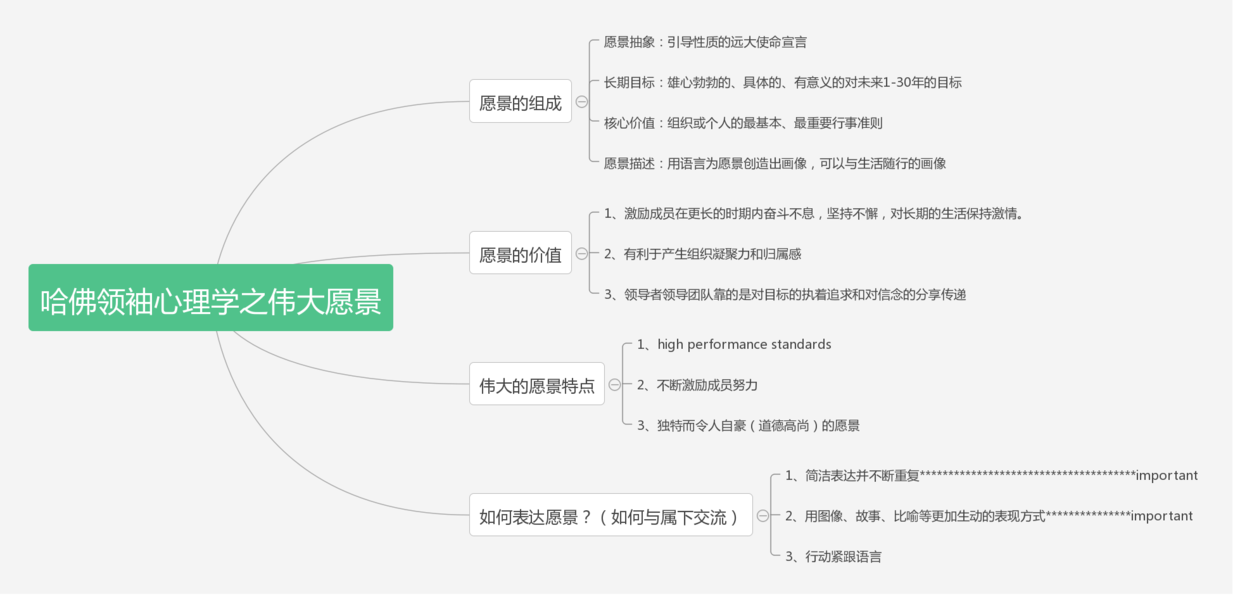 哈佛领袖心理学之伟大愿景
愿景的组成
愿景抽象：引导性质的远大使命宣言
长期目标：雄心勃勃的、具体的、有意义的对未来1-30年的目标
核心价值：组织或个人的最基本、最重要行事准则
愿景描述：用语言为愿景创造出画像，可以与生活随行的画像
愿景的价值
1、激励成员在更长的时期内奋斗不息，坚持不懈，对长期的生活保持激情。
2、有利于产生组织凝聚力和归属感
3、领导者领导团队靠的是对目标的执着追求和对信念的分享传递
伟大的愿景特点
1、high performance standards
2、不断激励成员努力
3、独特而令人自豪（道德高尚）的愿景
如何表达愿景？（如何与属下交流）
1、简洁表达并不断重复**************************************important
2、用图像、故事、比喻等更加生动的表现方式***************important
3、行动紧跟语言